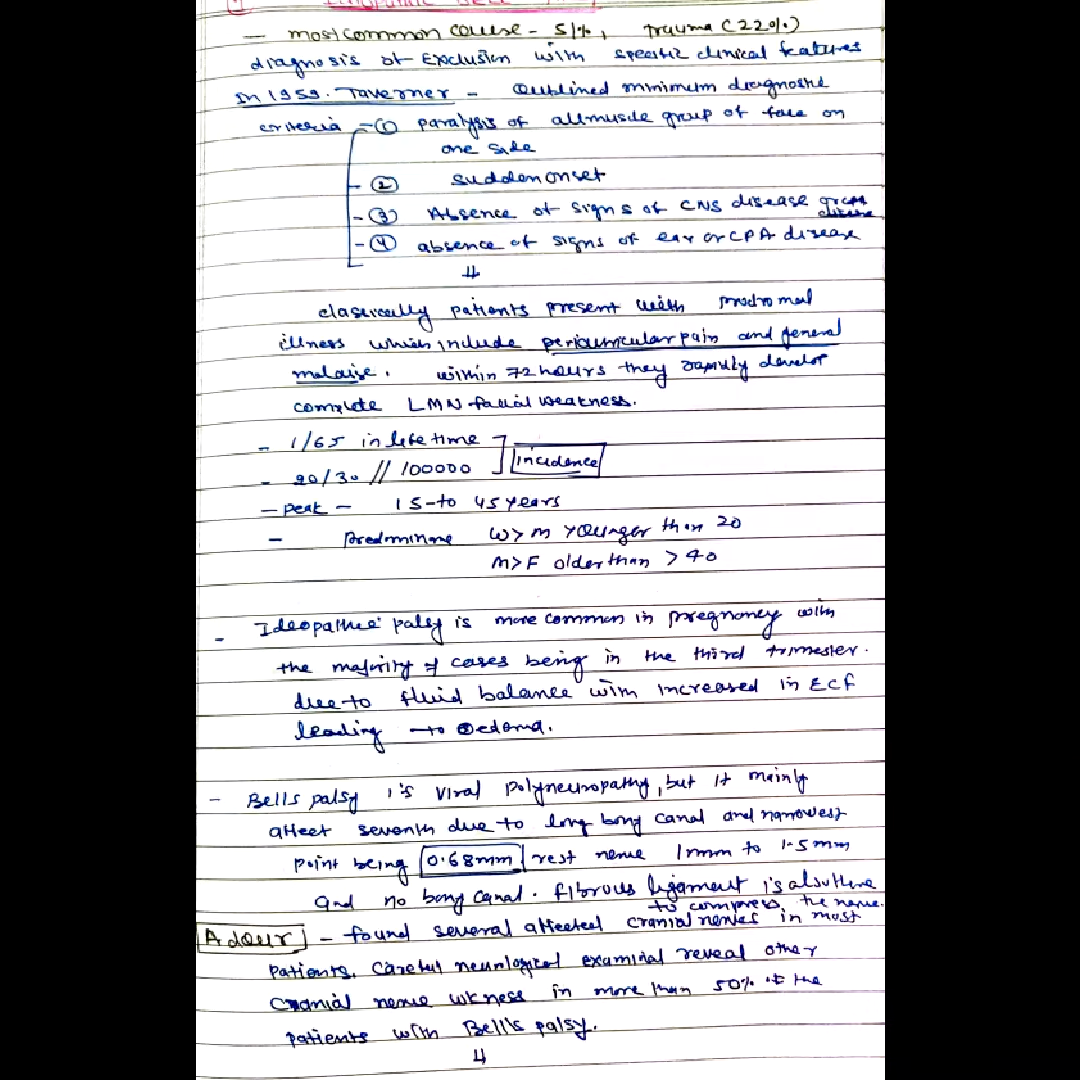 - most common couse - 51%, trauma (22%)
diagnosis of Exclusion with specific clinical features
In 1959. Taverner - Outlined minimum diagnostic
criteria - (1) paralysis of all muscle group of face on
one side
- (2) sudden onset
- (3) Absence of signs of CNS disease
- (4) absence of signs of ear or CPA disease
classically patients present with prodromal
illness which include periauricular pain and general
malaise. within 72 hours they rapidly develop
complete LMN facial weakness.
- 1/65 in life time
- 20/30 // 100000 Incidence
- peak - 15-to 45 years
- Predominine W>M younger than 20
M>F older than > 40
- Ideopathic palsy is more common in pregnancy with
the majority of cases being in the third trimester.
due to fluid balance with increased in ECF
leading to oedema.
- Bells palsy is viral polyneuropathy, but it mainly
affect seventh due to long bony canal and narrowest
point being 0.68mm rest nerve 1mm to 1.5mm
and no bony canal. fibrous ligament is also there
to compress the nerve.
Adour - found several affected cranial nerves in most
patients. Careful neurological examinal reveal other
cranial nerve wkness in more than 50% of the
patients with Bell's palsy.